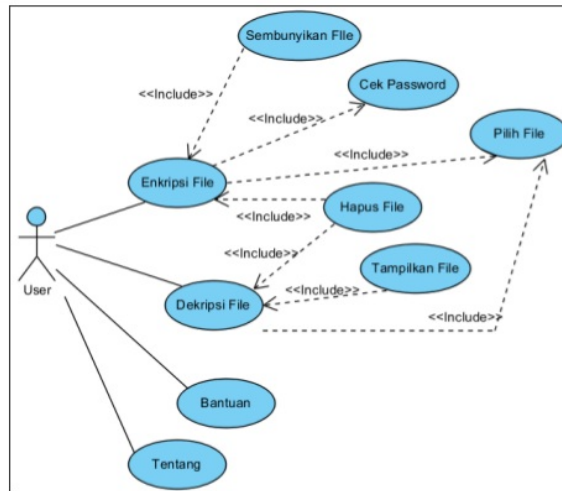 Sembunyikan FIle
<<Include>>
Cek Password
<<Include>>
Pilih File
<<Include>>
Enkripsi File
Hapus File
<<Include>>
<<Include>>
Tampilkan File
User
Dekripsi File
<<Include>>
<<Include>>
Bantuan
Tentang